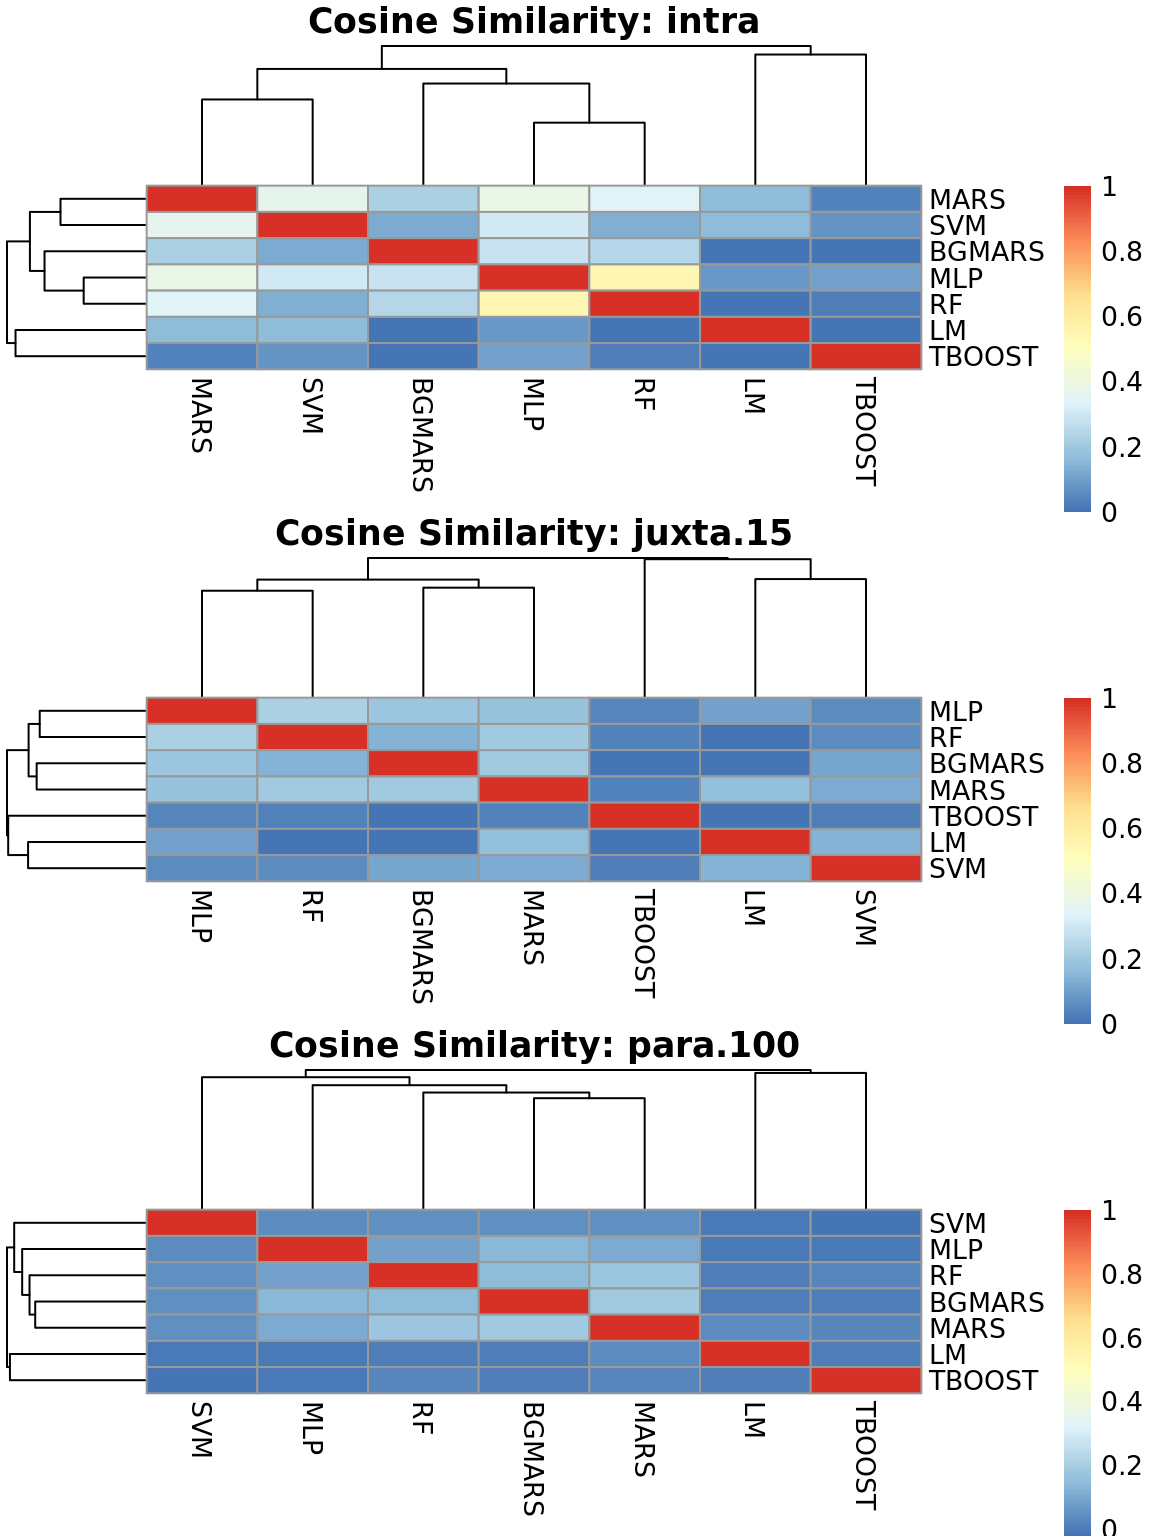 Cosine Similarity: intra
MARS
SVM
BGMARS
MLP
RF
LM
TBOOST
MARS
SVM
BGMARS
MLP
RF
LM
TBOOST
1
0.8
0.6
0.4
0.2
0
Cosine Similarity: juxta.15
MLP
RF
BGMARS
MARS
TBOOST
LM
SVM
MLP
RF
BGMARS
MARS
TBOOST
LM
SVM
1
0.8
0.6
0.4
0.2
0
Cosine Similarity: para.100
SVM
MLP
RF
BGMARS
MARS
LM
TBOOST
SVM
MLP
RF
BGMARS
MARS
LM
TBOOST
1
0.8
0.6
0.4
0.2
0